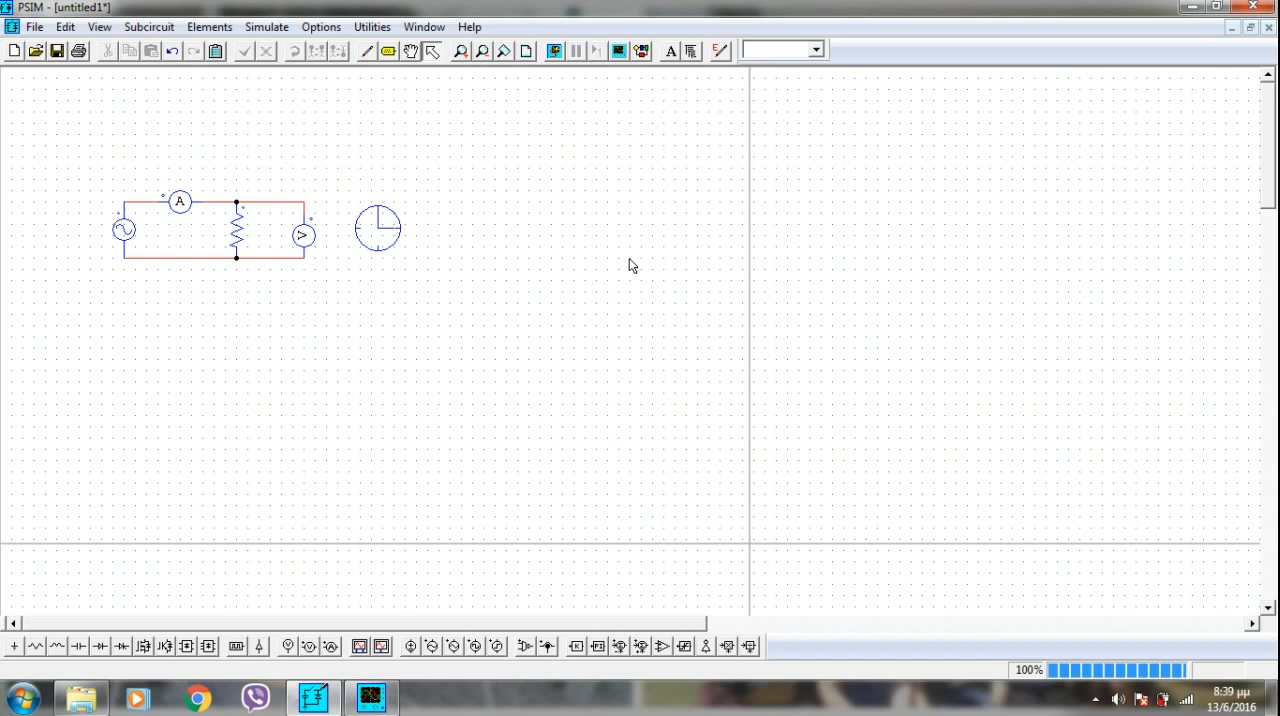 PSIM - [untitled1*]
File Edit View Subcircuit Elements Simulate Options Utilities Window Help
A
A
V
K PI
100%
8:39 μμ
13/6/2016